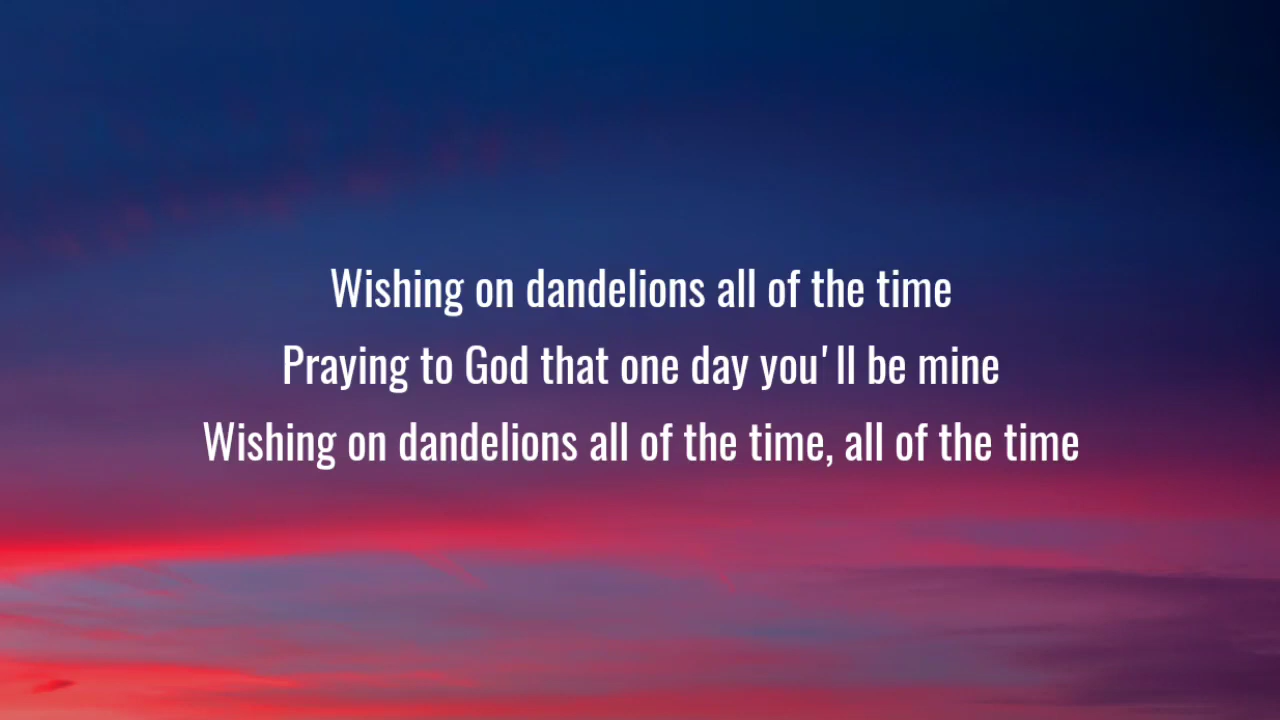 Wishing on dandelions all of the time
Praying to God that one day you'll be mine
Wishing on dandelions all of the time, all of the time